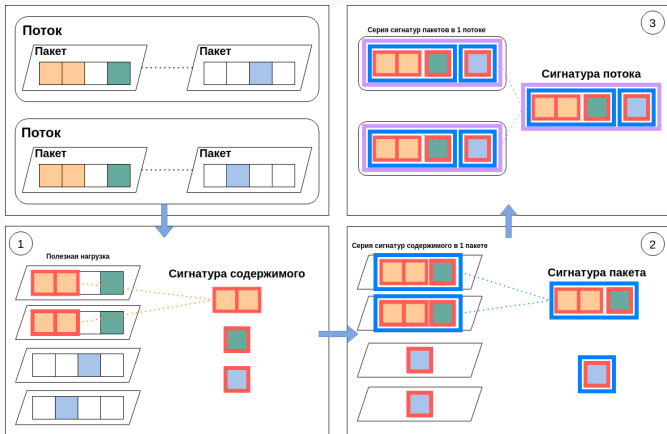 Поток
Пакет
Пакет
Поток
Пакет
Пакет
1
Полезная нагрузка
Сигнатура содержимого
2
Серия сигнатур содержимого в 1 пакете
Сигнатура пакета
3
Серия сигнатур пакетов в 1 потоке
Сигнатура потока